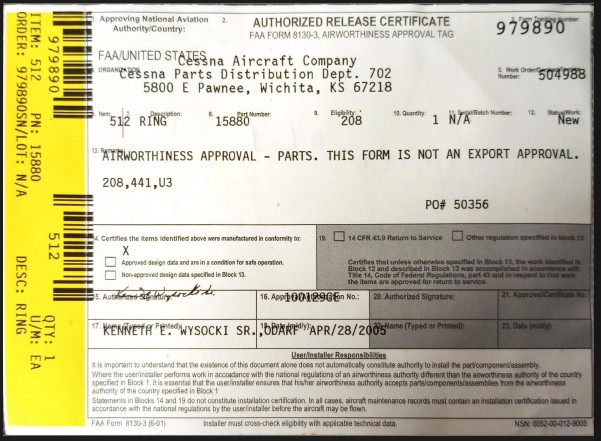 1. Approving National Aviation Authority/Country:
2.
AUTHORIZED RELEASE CERTIFICATE
FAA FORM 8130-3, AIRWORTHINESS APPROVAL TAG
3. Form Tracking Number:
979890
FAA/UNITED STATES
4. ORGANIZATION
Cessna Aircraft Company
Cessna Parts Distribution Dept. 702
5800 E Pawnee, Wichita, KS 67218
5. Work Order/
Number:
504988
6. Item: 7. Description: 8. Part Number: 9. Eligibility:* 10. Quantity: 11. Serial/Batch Number: 12. Status/Work:
512 RING 15880 208 1 N/A New
13. Remarks
AIRWORTHINESS APPROVAL - PARTS. THIS FORM IS NOT AN EXPORT APPROVAL.
208,441,U3
PO# 50356
14. Certifies the items identified above were manufactured in conformity to:
X
Approved design data and are in a condition for safe operation.
Non-approved design data specified in Block 13.
19. 14 CFR 43.9 Return to Service Other regulation specified in block 13
Certifies that unless otherwise specified in block 13, the work identified in
Block 12 and described in Block 13 was accomplished in accordance with
Title 14, Code of Federal Regulations, part 43 and in respect to that work,
the items are approved for return to service.
15. Authorized Signature:
16. Approval/ No.:
100129CE
20. Authorized Signature:
21. Approval/Certificate No.:
17. Name (Typed or Printed):
KENNETH E. WYSOCKI SR.,ODARF
18. Date (m/d/y):
APR/28/2005
22. Name (Typed or Printed):
23. Date (m/d/y):
User/Installer Responsibilities
It is important to understand that the existence of this document alone does not automatically constitute authority to install the part/component/assembly.
Where the user/installer performs work in accordance with the national regulations of an airworthiness authority different than the airworthiness authority of the country
specified in Block 1, it is essential that the user/installer ensures that his/her airworthiness authority accepts parts/components/assemblies from the airworthiness
authority of the country specified in Block 1
Statements in Blocks 14 and 19 do not constitute installation certification. In all cases, aircraft maintenance records must contain an installation certification issued in
accordance with the national regulations by the user/installer before the aircraft may be flown.
FAA Form 8130-3 (6-01) Installer must cross-check eligibility with applicable technical data. NSN: 0052-00-012-9005
979890
512
ITEM: 512 PN: 15880 DESC: RING QTY: 1
ORDER: 979890SN/LOT: N/A U/M: EA